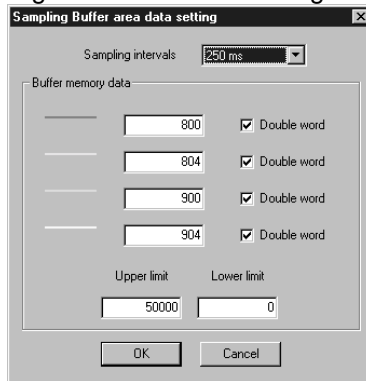 Sampling Buffer area data setting
Sampling intervals 250 ms
Buffer memory data
800 Double word
804 Double word
900 Double word
904 Double word
Upper limit Lower limit
50000 0
OK Cancel